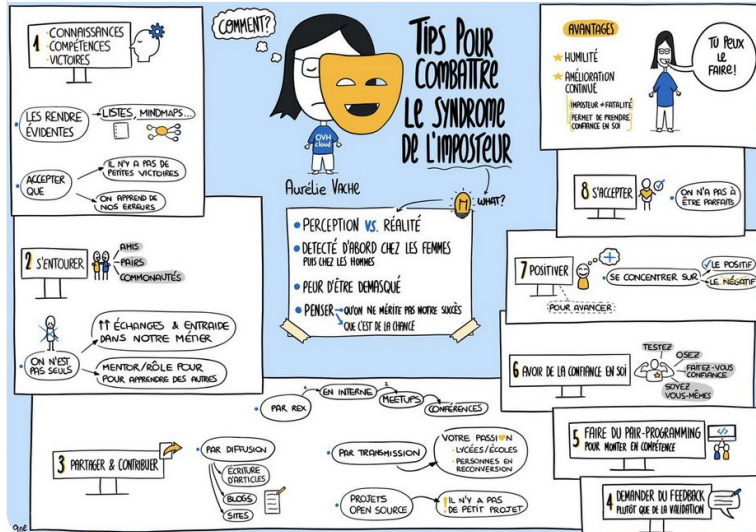 COMMENT?
TIPS POUR
COMBATTRE
LE SYNDROME
DE L'IMPOSTEUR
OVH
cloud
Aurélie Vache
WHAT?
• PERCEPTION VS. RÉALITÉ
• DETECTÉ D'ABORD CHEZ LES FEMMES
PUIS CHEZ LES HOMMES
• PEUR D'ÊTRE DEMASQUÉ
• PENSER → QU'ON NE MÉRITE PAS NOTRE SUCCÈS
QUE C'EST DE LA CHANCE
1 · CONNAISSANCES
· COMPÉTENCES
· VICTOIRES
• LES RENDRE
ÉVIDENTES
LISTES, MINDMAPS...
• ACCEPTER
QUE
IL N'Y A PAS DE
PETITES VICTOIRES
ON APPREND DE
NOS ERREURS
2 S'ENTOURER
AMIS
PAIRS
COMMUNAUTÉS
• ON N'EST
PAS SEULS
↑↑ ÉCHANGES & ENTRAIDE
DANS NOTRE MÉTIER
MENTOR/RÔLE POUR
POUR APPRENDRE DES AUTRES
3 PARTAGER & CONTRIBUER
• PAR REX
EN INTERNE
MEETUPS
CONFÉRENCES
• PAR DIFFUSION
ÉCRITURE
D'ARTICLES
BLOGS
SITES
• PAR TRANSMISSION
VOTRE PASSION
· LYCÉES/ÉCOLES
· PERSONNES EN
RECONVERSION
• PROJETS
OPEN SOURCE
! IL N'Y A PAS
DE PETIT PROJET
4 DEMANDER DU FEEDBACK
PLUTÔT QUE DE LA VALIDATION
5 FAIRE DU PAIR-PROGRAMMING
POUR MONTER EN COMPÉTENCE
</>
6 AVOIR DE LA CONFIANCE EN SOI
TESTEZ
OSEZ
FAITEZ-VOUS
CONFIANCE
SOYEZ
VOUS-MÊMES
7 POSITIVER
• SE CONCENTRER SUR
LE POSITIF
LE NÉGATIF
POUR AVANCER
8 S'ACCEPTER
• ON N'A PAS À
ÊTRE PARFAITS
AVANTAGES
★ HUMILITÉ
★ AMÉLIORATION
CONTINUE
IMPOSTEUR ≠ FATALITÉ
PERMET DE PRENDRE
CONFIANCE EN SOI
TU PEUX
LE
FAIRE!